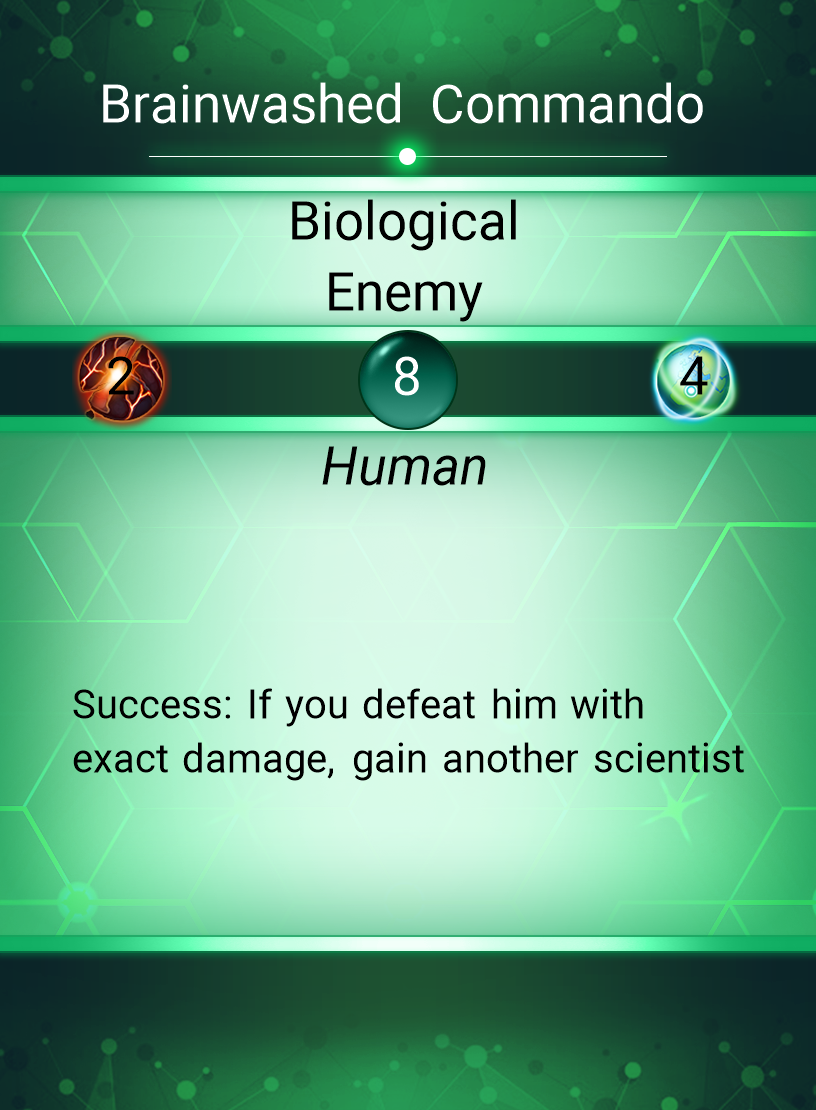 Brainwashed Commando
Biological
Enemy
2 8 4
Human
Success: If you defeat him with
exact damage, gain another scientist